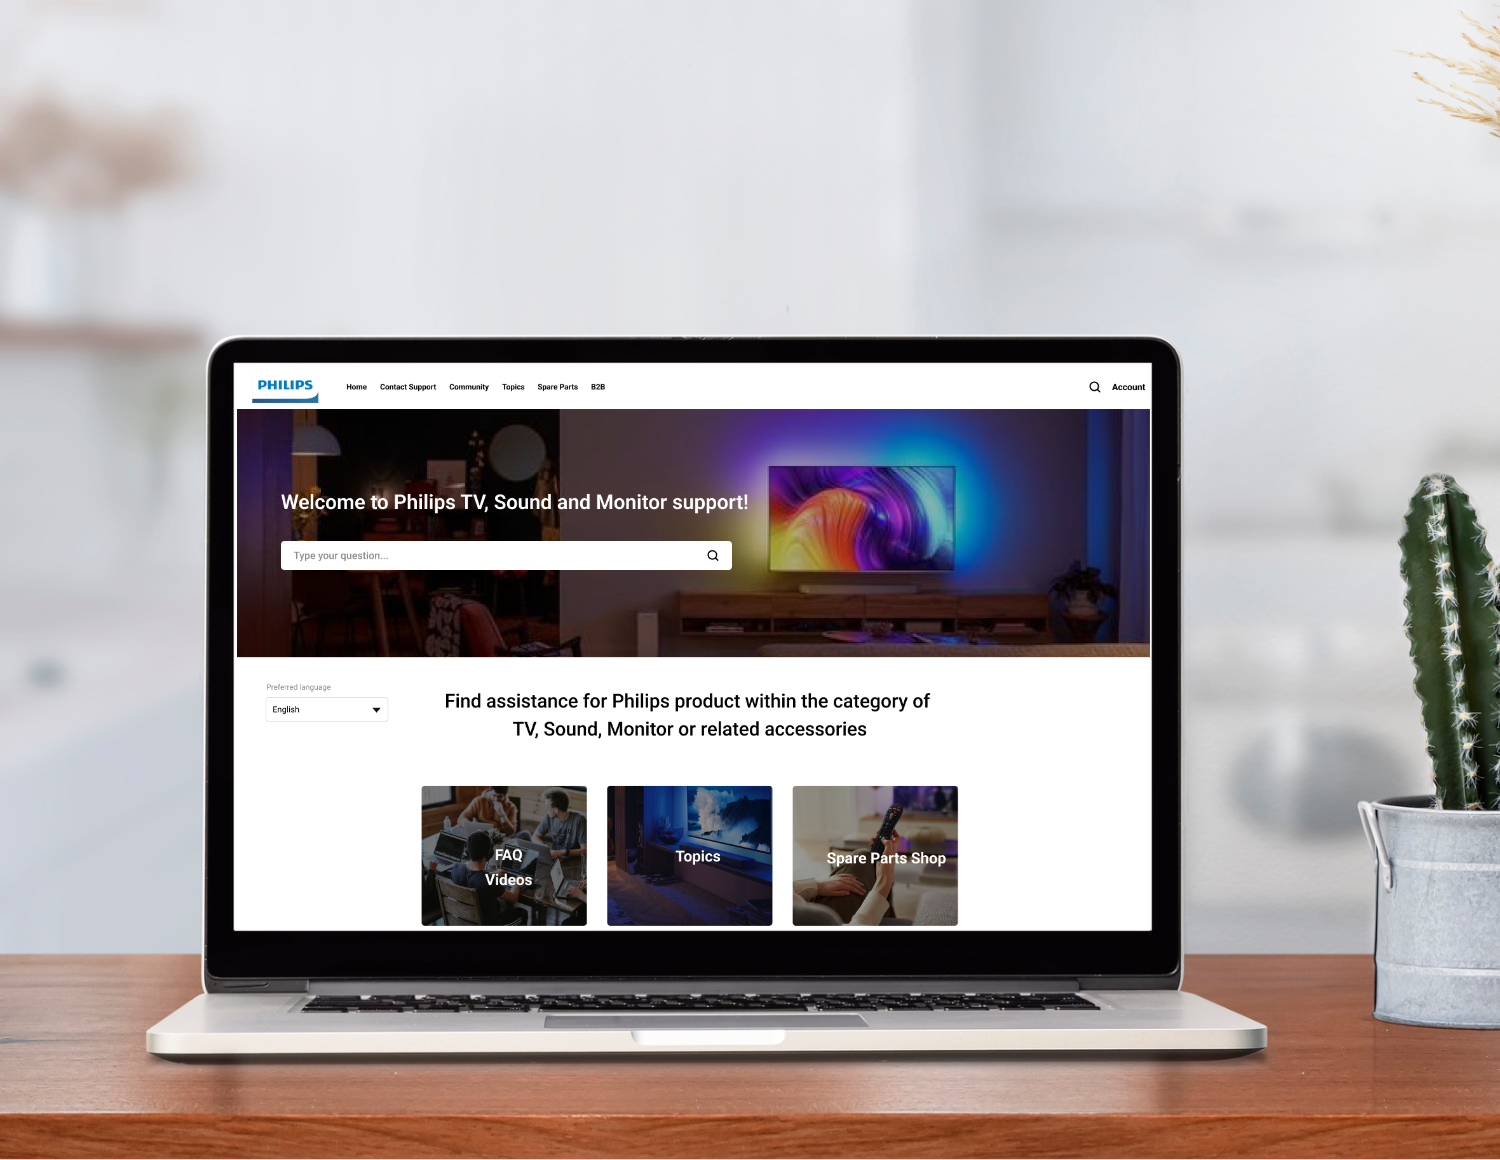 PHILIPS
Home Contact Support Community Topics Spare Parts B2B
Account
Welcome to Philips TV, Sound and Monitor support!
Type your question...
Preferred language
English
Find assistance for Philips product within the category of
TV, Sound, Monitor or related accessories
FAQ
Videos
Topics
Spare Parts Shop